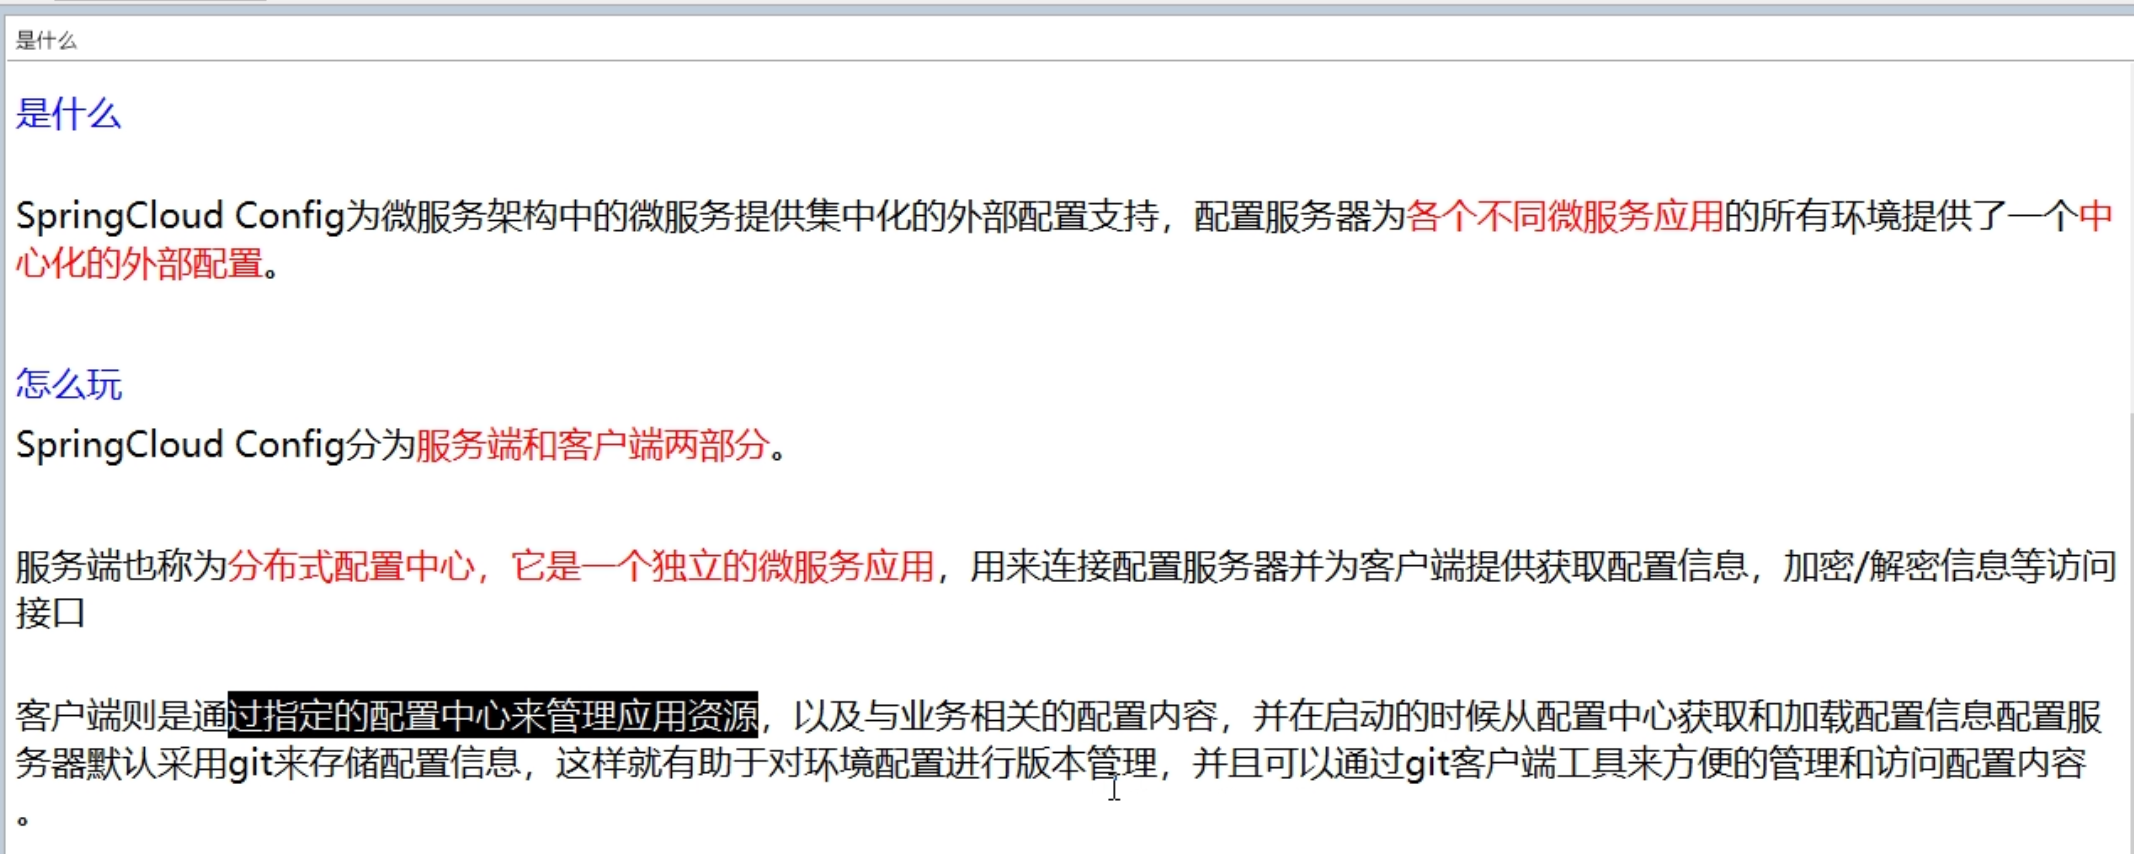 是什么
是什么
SpringCloud Config为微服务架构中的微服务提供集中化的外部配置支持，配置服务器为各个不同微服务应用的所有环境提供了一个中
心化的外部配置。
怎么玩
SpringCloud Config分为服务端和客户端两部分。
服务端也称为分布式配置中心，它是一个独立的微服务应用，用来连接配置服务器并为客户端提供获取配置信息，加密/解密信息等访问
接口
客户端则是通过指定的配置中心来管理应用资源，以及与业务相关的配置内容，并在启动的时候从配置中心获取和加载配置信息配置服
务器默认采用git来存储配置信息，这样就有助于对环境配置进行版本管理，并且可以通过git客户端工具来方便的管理和访问配置内容
。